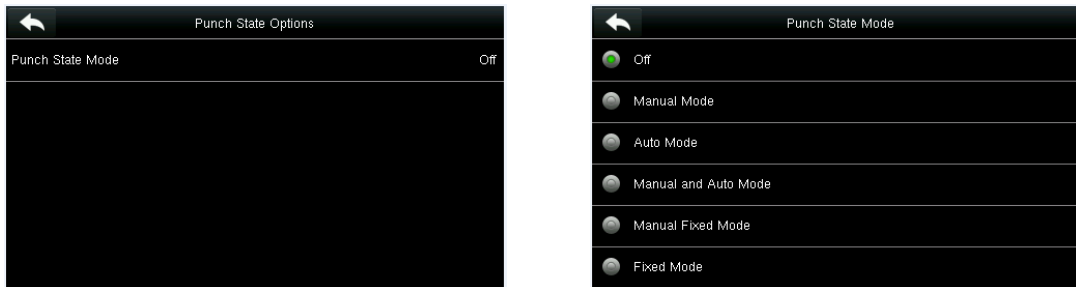 Punch State Options
Punch State Mode Off
Punch State Mode
Off
Manual Mode
Auto Mode
Manual and Auto Mode
Manual Fixed Mode
Fixed Mode